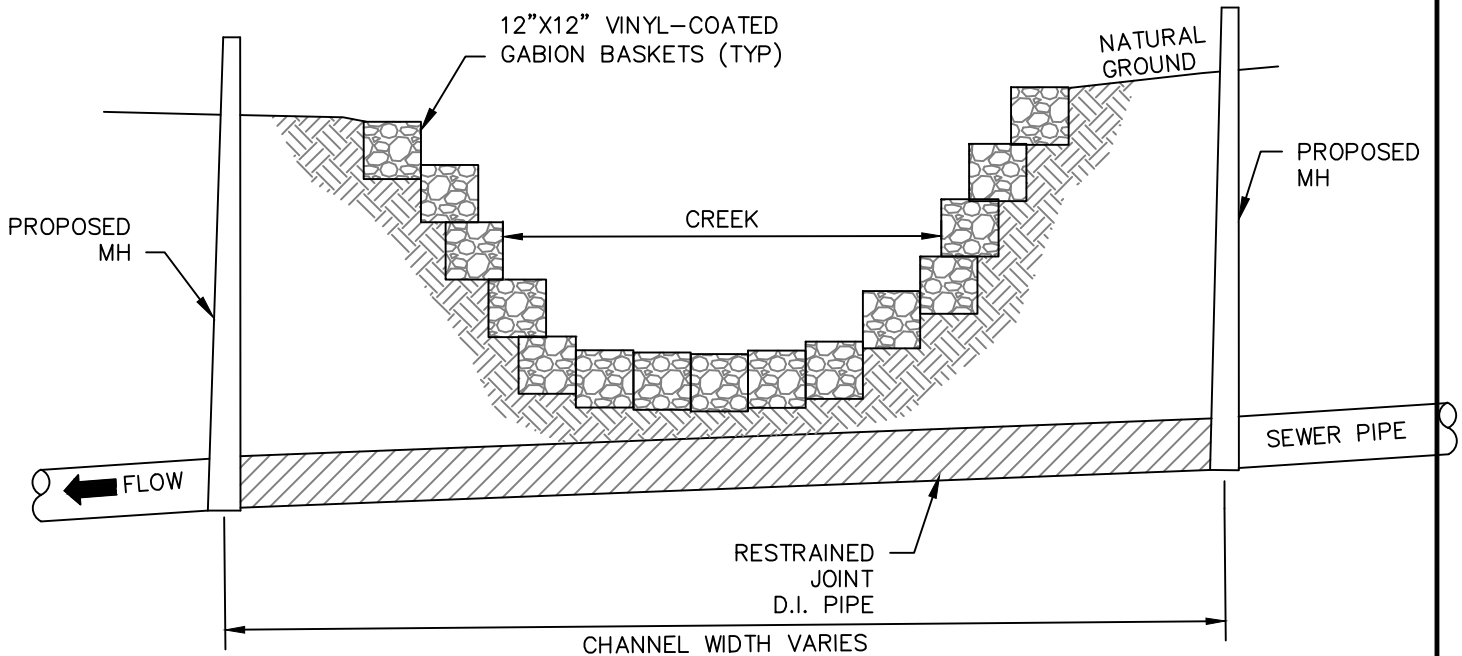 12”X12” VINYL-COATED
GABION BASKETS (TYP)
NATURAL
GROUND
PROPOSED
MH
CREEK
PROPOSED
MH
SEWER PIPE
FLOW
RESTRAINED
JOINT
D.I. PIPE
CHANNEL WIDTH VARIES